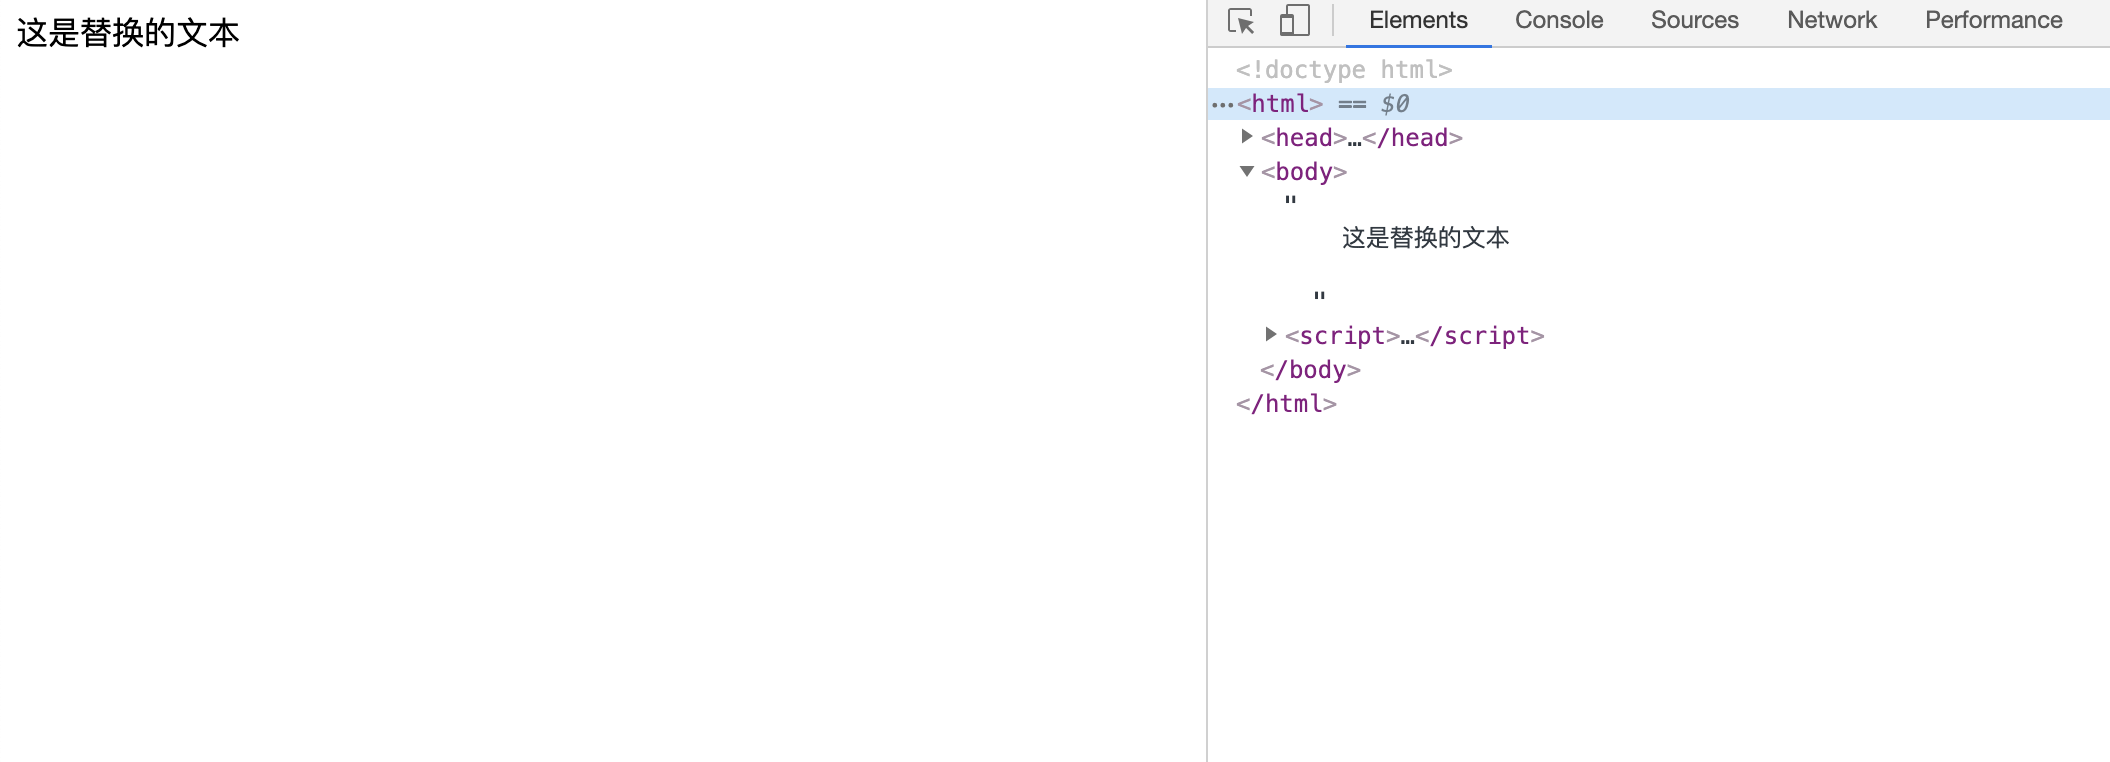 这是替换的文本
Elements Console Sources Network Performance
<!doctype html>
…<html> == $0
<head>…</head>
<body>
"
这是替换的文本
"
<script>…</script>
</body>
</html>